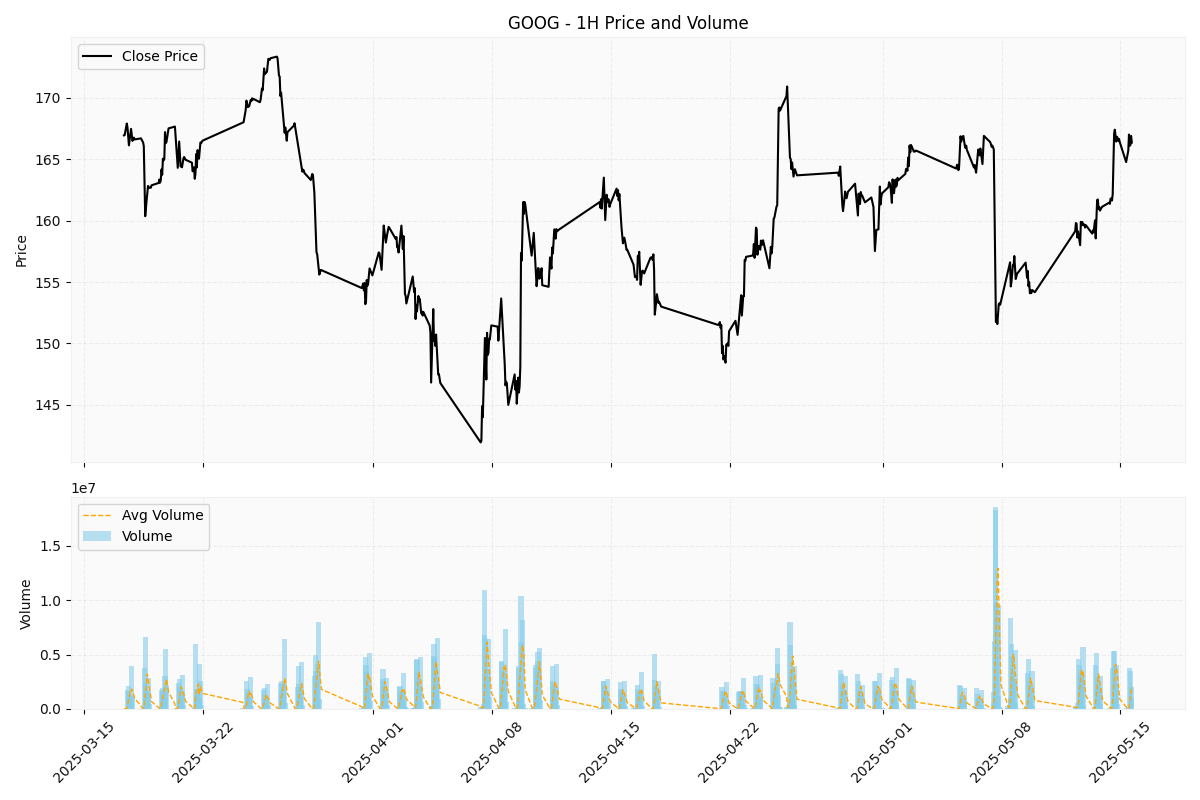 GOOG - 1H Price and Volume
Close Price
170
165
160
155
150
145
Price
1e7
Avg Volume
Volume
1.5
1.0
0.5
0.0
Volume
2025-03-15
2025-03-22
2025-04-01
2025-04-08
2025-04-15
2025-04-22
2025-05-01
2025-05-08
2025-05-15